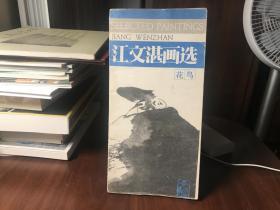 SELECTED PAINTINGS
JIANG WENZHAN
江文湛画选
花鸟